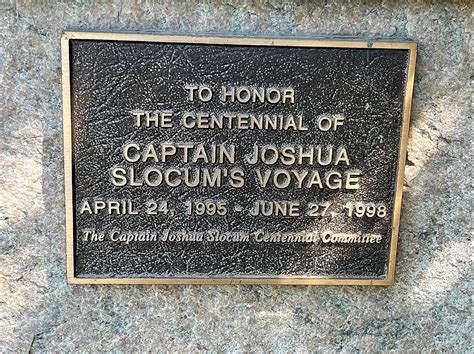 TO HONOR
THE CENTENNIAL OF
CAPTAIN JOSHUA
SLOCUM'S VOYAGE
APRIL 24, 1995 - JUNE 27, 1998
The Captain Joshua Slocum Centennial Committee